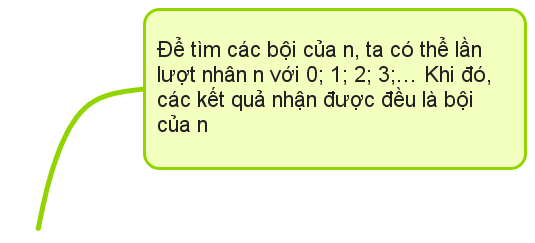 Để tìm các bội của n, ta có thể lần
lượt nhân n với 0; 1; 2; 3;... Khi đó,
các kết quả nhận được đều là bội
của n